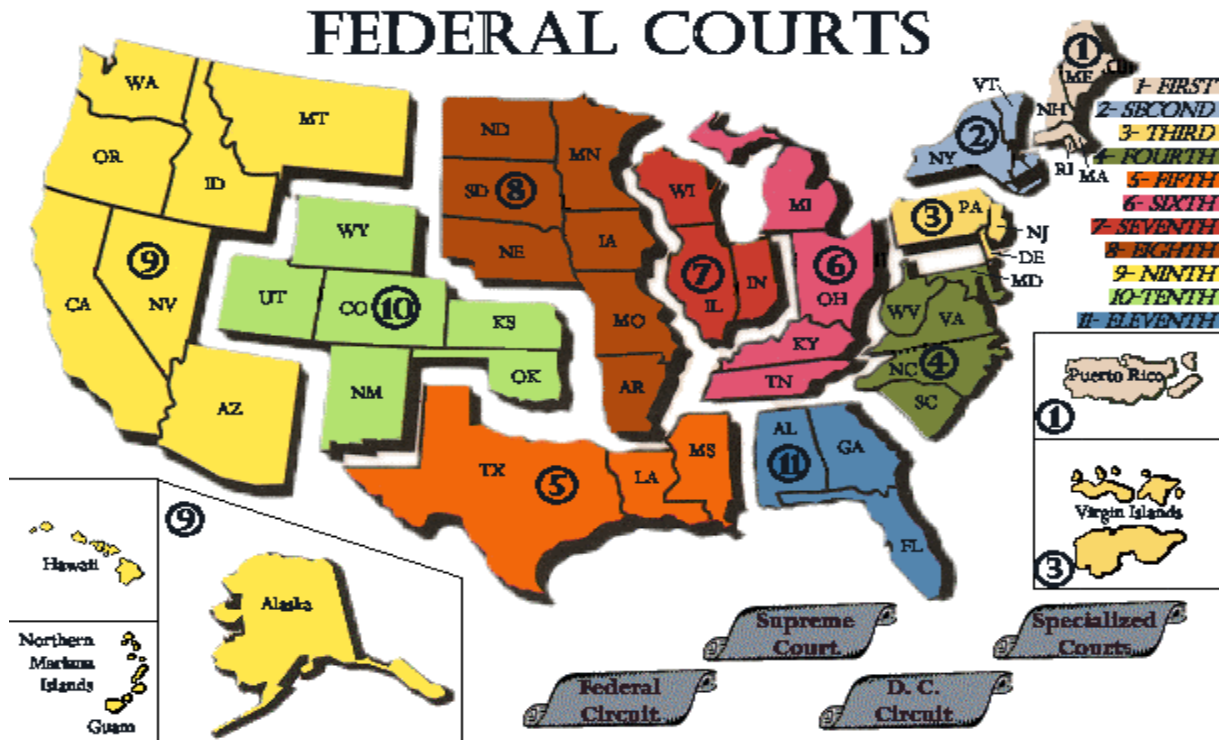 FEDERAL COURTS
WA
MT
OR
ID
CA
NV
9
AZ
WY
UT
CO
10
KS
NM
OK
ND
MN
SD
8
NE
IA
MO
AR
TX
5
LA
MS
WI
7
IL
IN
MI
6
OH
KY
TN
AL
11
GA
FL
WV
VA
NC
4
SC
3
PA
NJ
DE
MD
VT
2
NY
1
ME
NH
RI
MA
1- FIRST
2- SECOND
3- THIRD
4- FOURTH
5- FIFTH
6- SIXTH
7- SEVENTH
8- EIGHTH
9- NINTH
10-TENTH
11- ELEVENTH
Puerto Rico
1
Virgin Islands
3
9
Hawaii
Alaska
Northern
Mariana
Islands
Guam
Supreme
Court
Specialized
Courts
Federal
Circuit
D. C.
Circuit